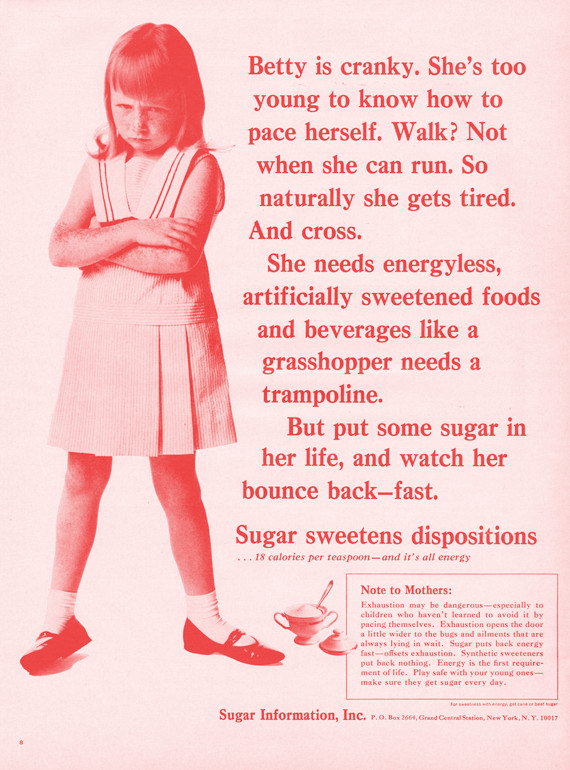 Betty is cranky. She's too
young to know how to
pace herself. Walk? Not
when she can run. So
naturally she gets tired.
And cross.
She needs energyless,
artificially sweetened foods
and beverages like a
grasshopper needs a
trampoline.
But put some sugar in
her life, and watch her
bounce back—fast.
Sugar sweetens dispositions
. . . 18 calories per teaspoon—and it's all energy
Note to Mothers:
Exhaustion may be dangerous—especially to
children who haven't learned to avoid it by
pacing themselves. Exhaustion opens the door
a little wider to the bugs and ailments that are
always lying in wait. Sugar puts back energy
fast—offsets exhaustion. Synthetic sweeteners
put back nothing. Energy is the first require-
ment of life. Play safe with your young ones—
make sure they get sugar every day.
For sweetness with energy, get cane or beet sugar
Sugar Information, Inc. P. O. Box 2664, Grand Central Station, New York, N. Y. 10017
8